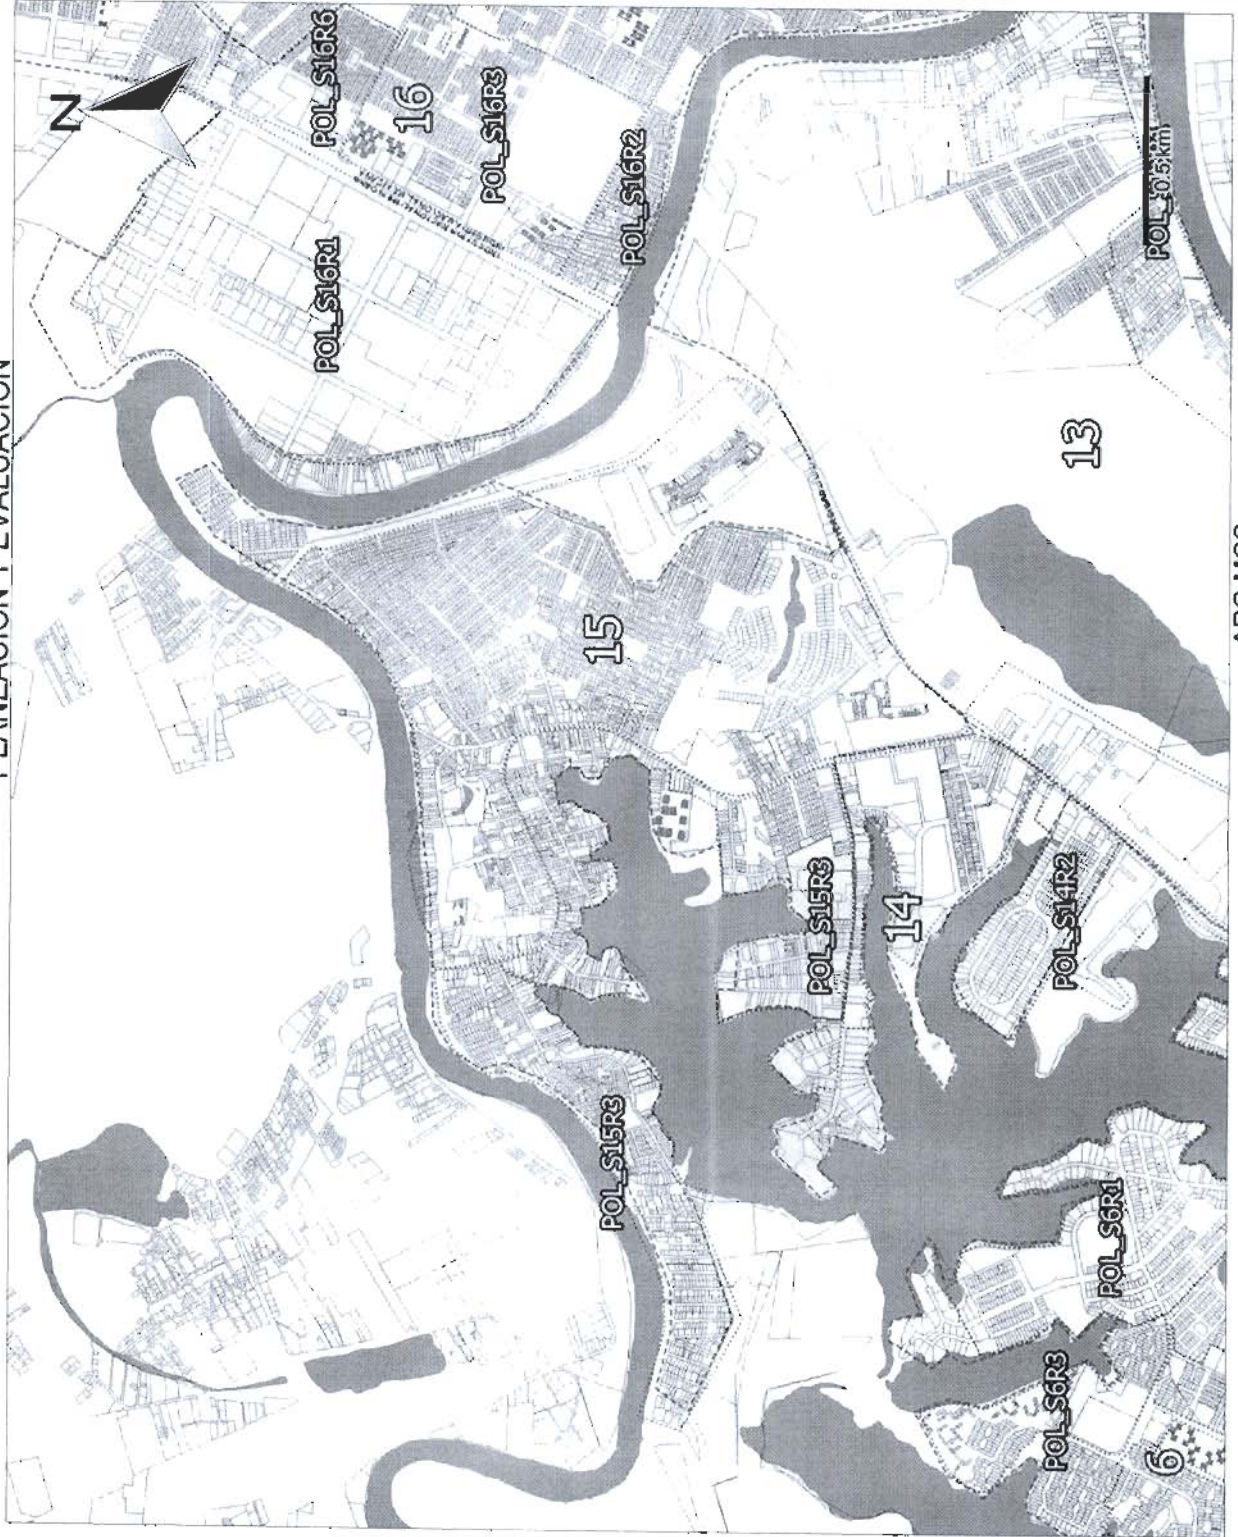 PLANEACIÓN Y EVALUACIÓN
N
POL_S16R6
16
POL_S16R3
POL_S16R1
POL_S16R2
POL_ 0.5 km
13
15
POL_S15R3
14
POL_S14R2
POL_S15R3
POL_S6R1
POL_S6R3
6